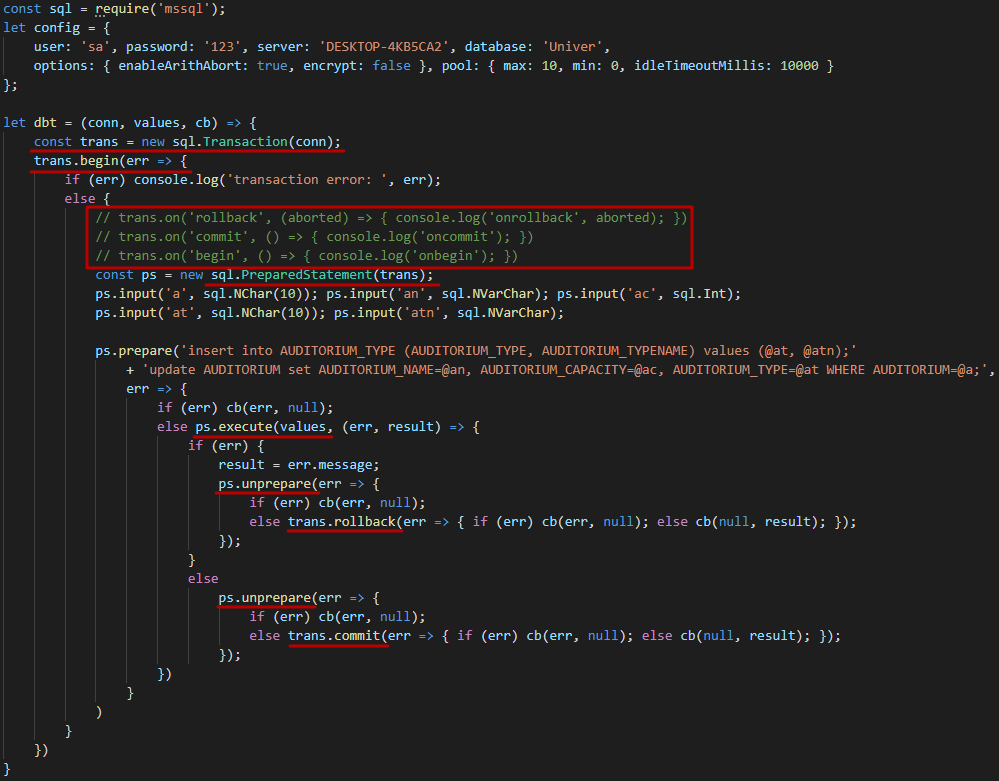 const sql = require('mssql');
let config = {
    user: 'sa', password: '123', server: 'DESKTOP-4KB5CA2', database: 'Univer',
    options: { enableArithAbort: true, encrypt: false }, pool: { max: 10, min: 0, idleTimeoutMillis: 10000 }
};

let dbt = (conn, values, cb) => {
    const trans = new sql.Transaction(conn);
    trans.begin(err => {
        if (err) console.log('transaction error: ', err);
        else {
            // trans.on('rollback', (aborted) => { console.log('onrollback', aborted); })
            // trans.on('commit', () => { console.log('oncommit'); })
            // trans.on('begin', () => { console.log('onbegin'); })
            const ps = new sql.PreparedStatement(trans);
            ps.input('a', sql.NChar(10)); ps.input('an', sql.NVarChar); ps.input('ac', sql.Int);
            ps.input('at', sql.NChar(10)); ps.input('atn', sql.NVarChar);

            ps.prepare('insert into AUDITORIUM_TYPE (AUDITORIUM_TYPE, AUDITORIUM_TYPENAME) values (@at, @atn);'
                + 'update AUDITORIUM set AUDITORIUM_NAME=@an, AUDITORIUM_CAPACITY=@ac, AUDITORIUM_TYPE=@at WHERE AUDITORIUM=@a;',
                err => {
                    if (err) cb(err, null);
                    else ps.execute(values, (err, result) => {
                        if (err) {
                            result = err.message;
                            ps.unprepare(err => {
                                if (err) cb(err, null);
                                else trans.rollback(err => { if (err) cb(err, null); else cb(null, result); });
                            });
                        }
                        else
                            ps.unprepare(err => {
                                if (err) cb(err, null);
                                else trans.commit(err => { if (err) cb(err, null); else cb(null, result); });
                            });
                    })
                }
            )
        }
    })
}